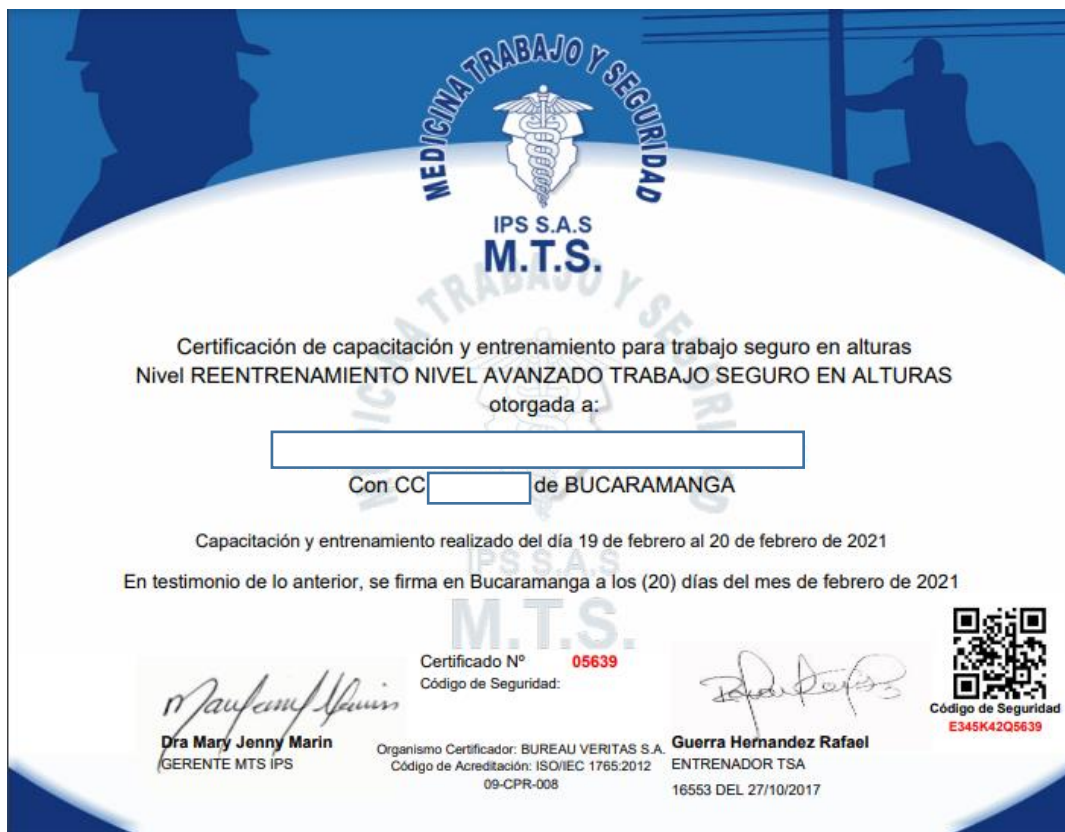 MEDICINA TRABAJO Y SEGURIDAD
IPS S.A.S
M.T.S.
Certificación de capacitación y entrenamiento para trabajo seguro en alturas
Nivel REENTRENAMIENTO NIVEL AVANZADO TRABAJO SEGURO EN ALTURAS
otorgada a:
Con CC de BUCARAMANGA
Capacitación y entrenamiento realizado del día 19 de febrero al 20 de febrero de 2021
En testimonio de lo anterior, se firma en Bucaramanga a los (20) días del mes de febrero de 2021
MEDICINA TRABAJO Y SEGURIDAD
IPS S.A.S
M.T.S.
Certificado Nº 05639
Código de Seguridad:
Código de Seguridad
E345K42Q5639
Dra Mary Jenny Marin
GERENTE MTS IPS
Organismo Certificador: BUREAU VERITAS S.A.
Código de Acreditación: ISO/IEC 1765:2012
09-CPR-008
Guerra Hernandez Rafael
ENTRENADOR TSA
16553 DEL 27/10/2017